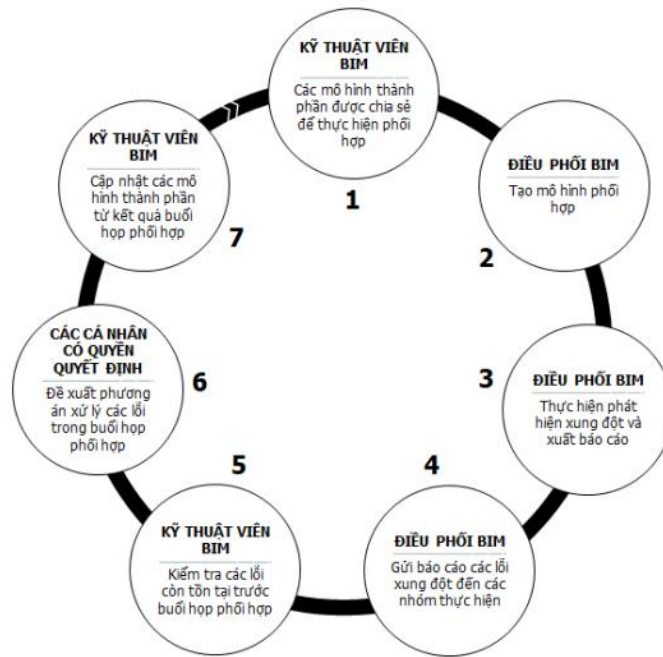 KỸ THUẬT VIÊN
BIM
Các mô hình thành
phần được chia sẻ
để thực hiện phối
hợp
1
ĐIỀU PHỐI BIM
Tạo mô hình phối
hợp
2
ĐIỀU PHỐI BIM
Thực hiện phát
hiện xung đột và
xuất báo cáo
3
ĐIỀU PHỐI BIM
Gửi báo cáo các lỗi
xung đột đến các
nhóm thực hiện
4
KỸ THUẬT VIÊN
BIM
Kiểm tra các lỗi
còn tồn tại trước
buổi họp phối hợp
5
CÁC CÁ NHÂN
CÓ QUYỀN
QUYẾT ĐỊNH
Đề xuất phương
án xử lý các lỗi
trong buổi họp
phối hợp
6
KỸ THUẬT VIÊN
BIM
Cập nhật các mô
hình thành phần
từ kết quả buổi
họp phối hợp
7